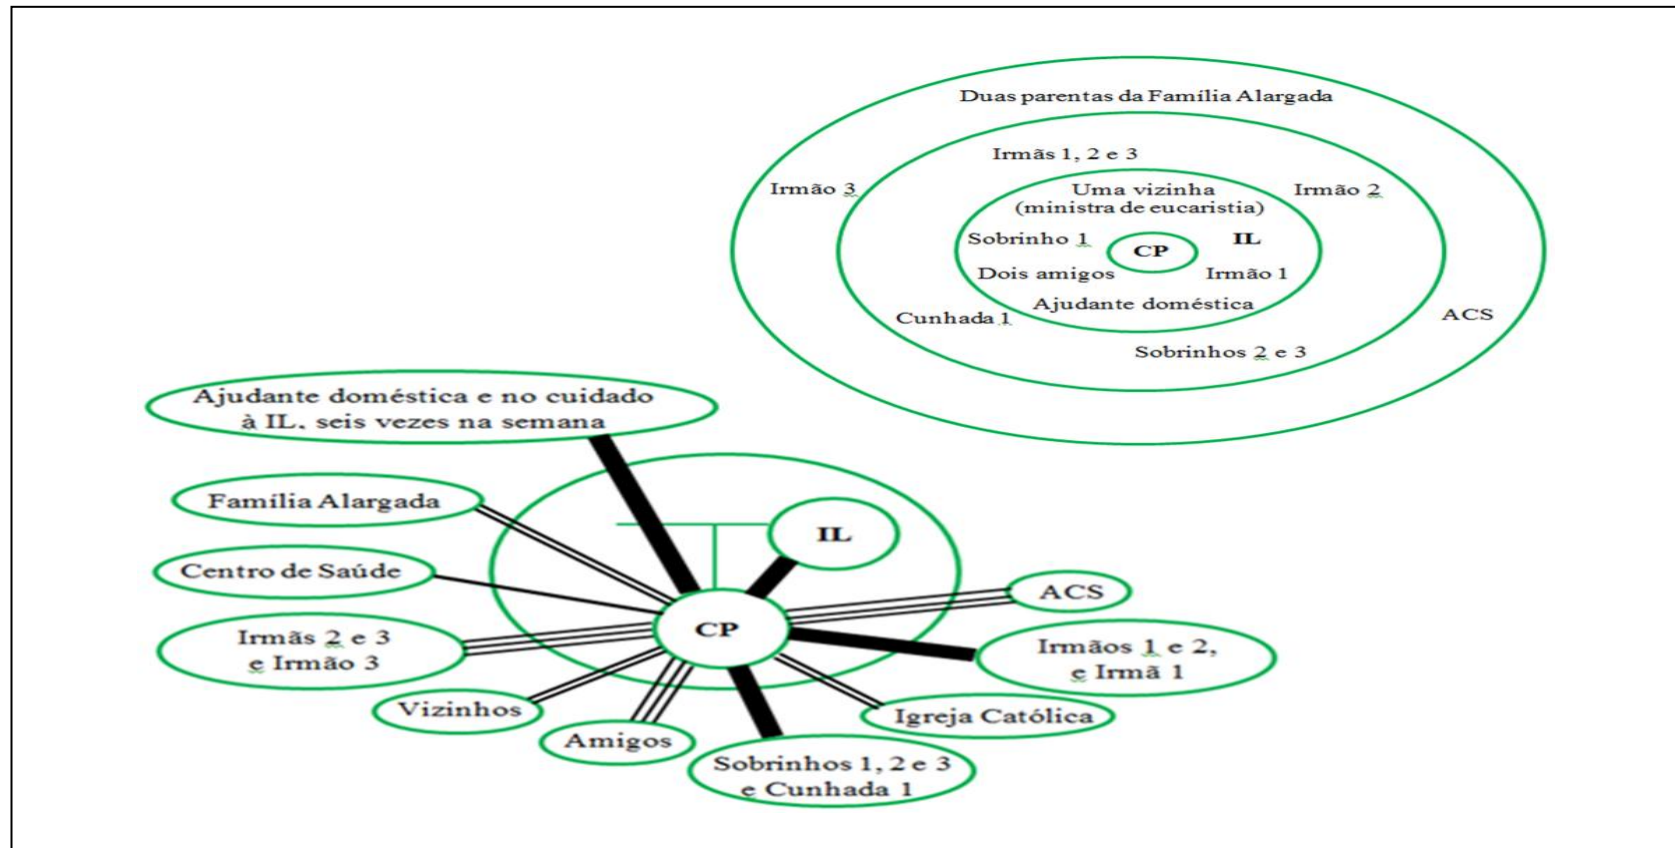 Duas parentas da Família Alargada
Irmãs 1, 2 e 3
Irmão 3
Uma vizinha
(ministra de eucaristia)
Irmão 2
Sobrinho 1
CP
IL
Dois amigos
Irmão 1
Ajudante doméstica
Cunhada 1
ACS
Sobrinhos 2 e 3
Ajudante doméstica e no cuidado
à IL, seis vezes na semana
Família Alargada
IL
Centro de Saúde
ACS
CP
Irmãs 2 e 3
e Irmão 3
Irmãos 1 e 2,
e Irmã 1
Vizinhos
Igreja Católica
Amigos
Sobrinhos 1, 2 e 3
e Cunhada 1